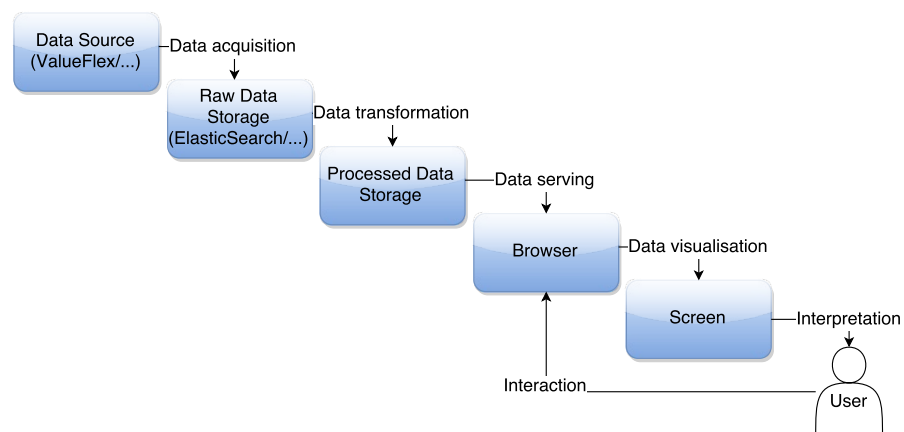 Data Source
(ValueFlex/...)
Data acquisition
Raw Data
Storage
(ElasticSearch/...)
Data transformation
Processed Data
Storage
Data serving
Browser
Data visualisation
Screen
Interpretation
Interaction
User